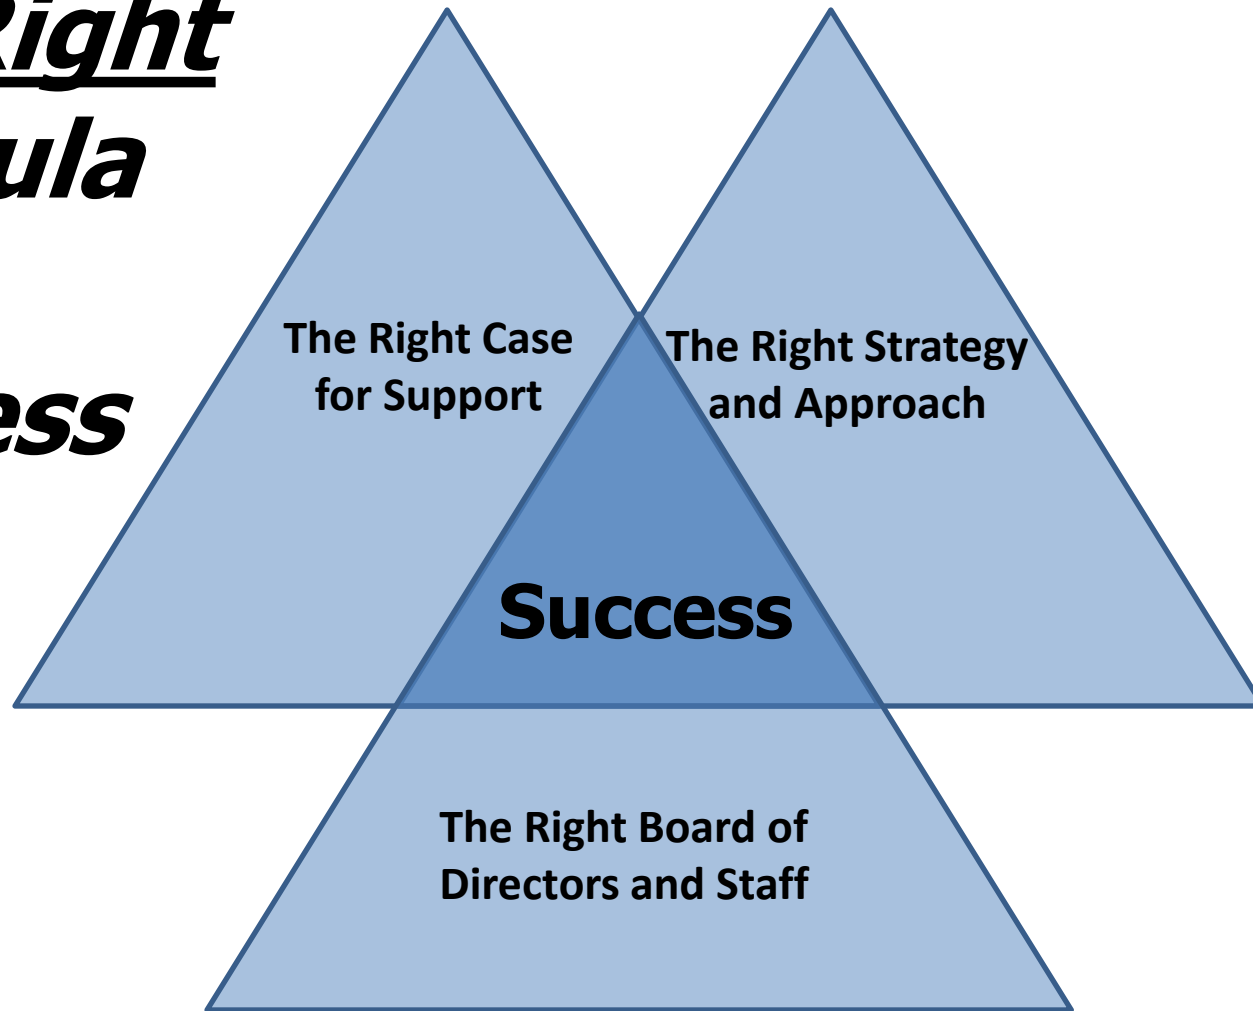 Right
ula
ess
The Right Case
for Support
The Right Strategy
and Approach
Success
The Right Board of
Directors and Staff